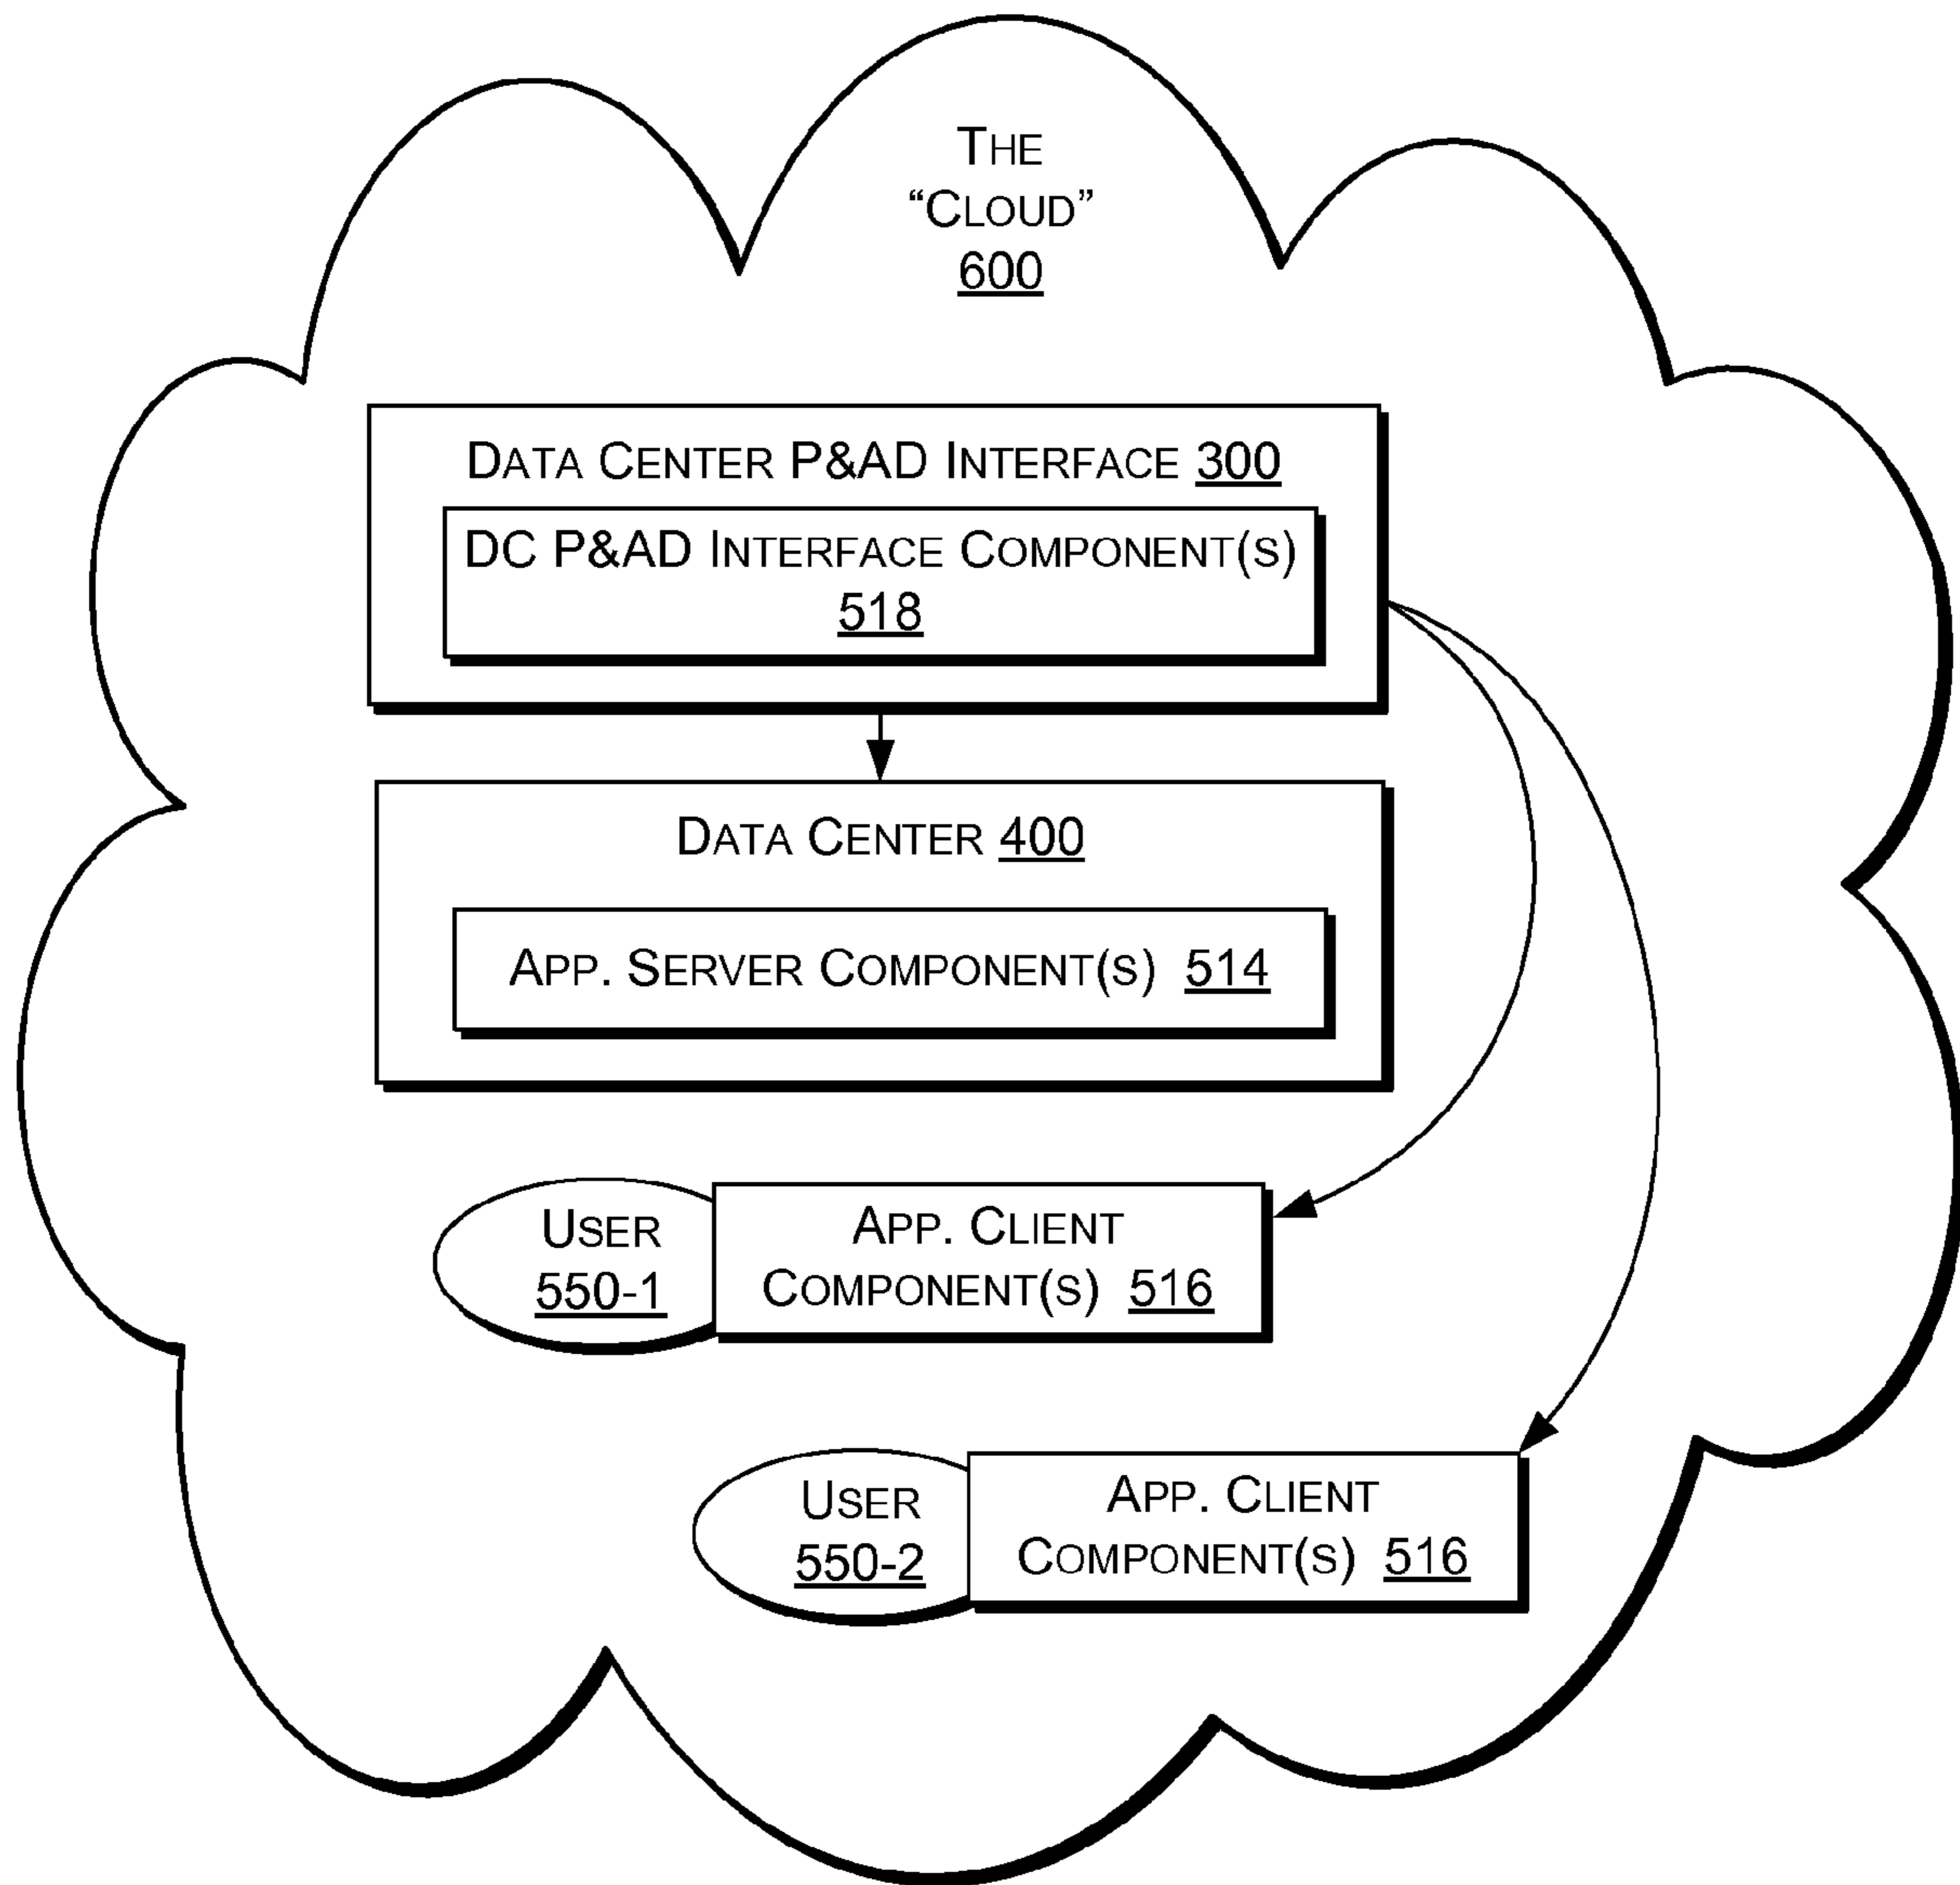 THE
“CLOUD”
600
DATA CENTER P&AD INTERFACE 300
DC P&AD INTERFACE COMPONENT(S)
518
DATA CENTER 400
APP. SERVER COMPONENT(S) 514
USER
550-1
APP. CLIENT
COMPONENT(S) 516
USER
550-2
APP. CLIENT
COMPONENT(S) 516